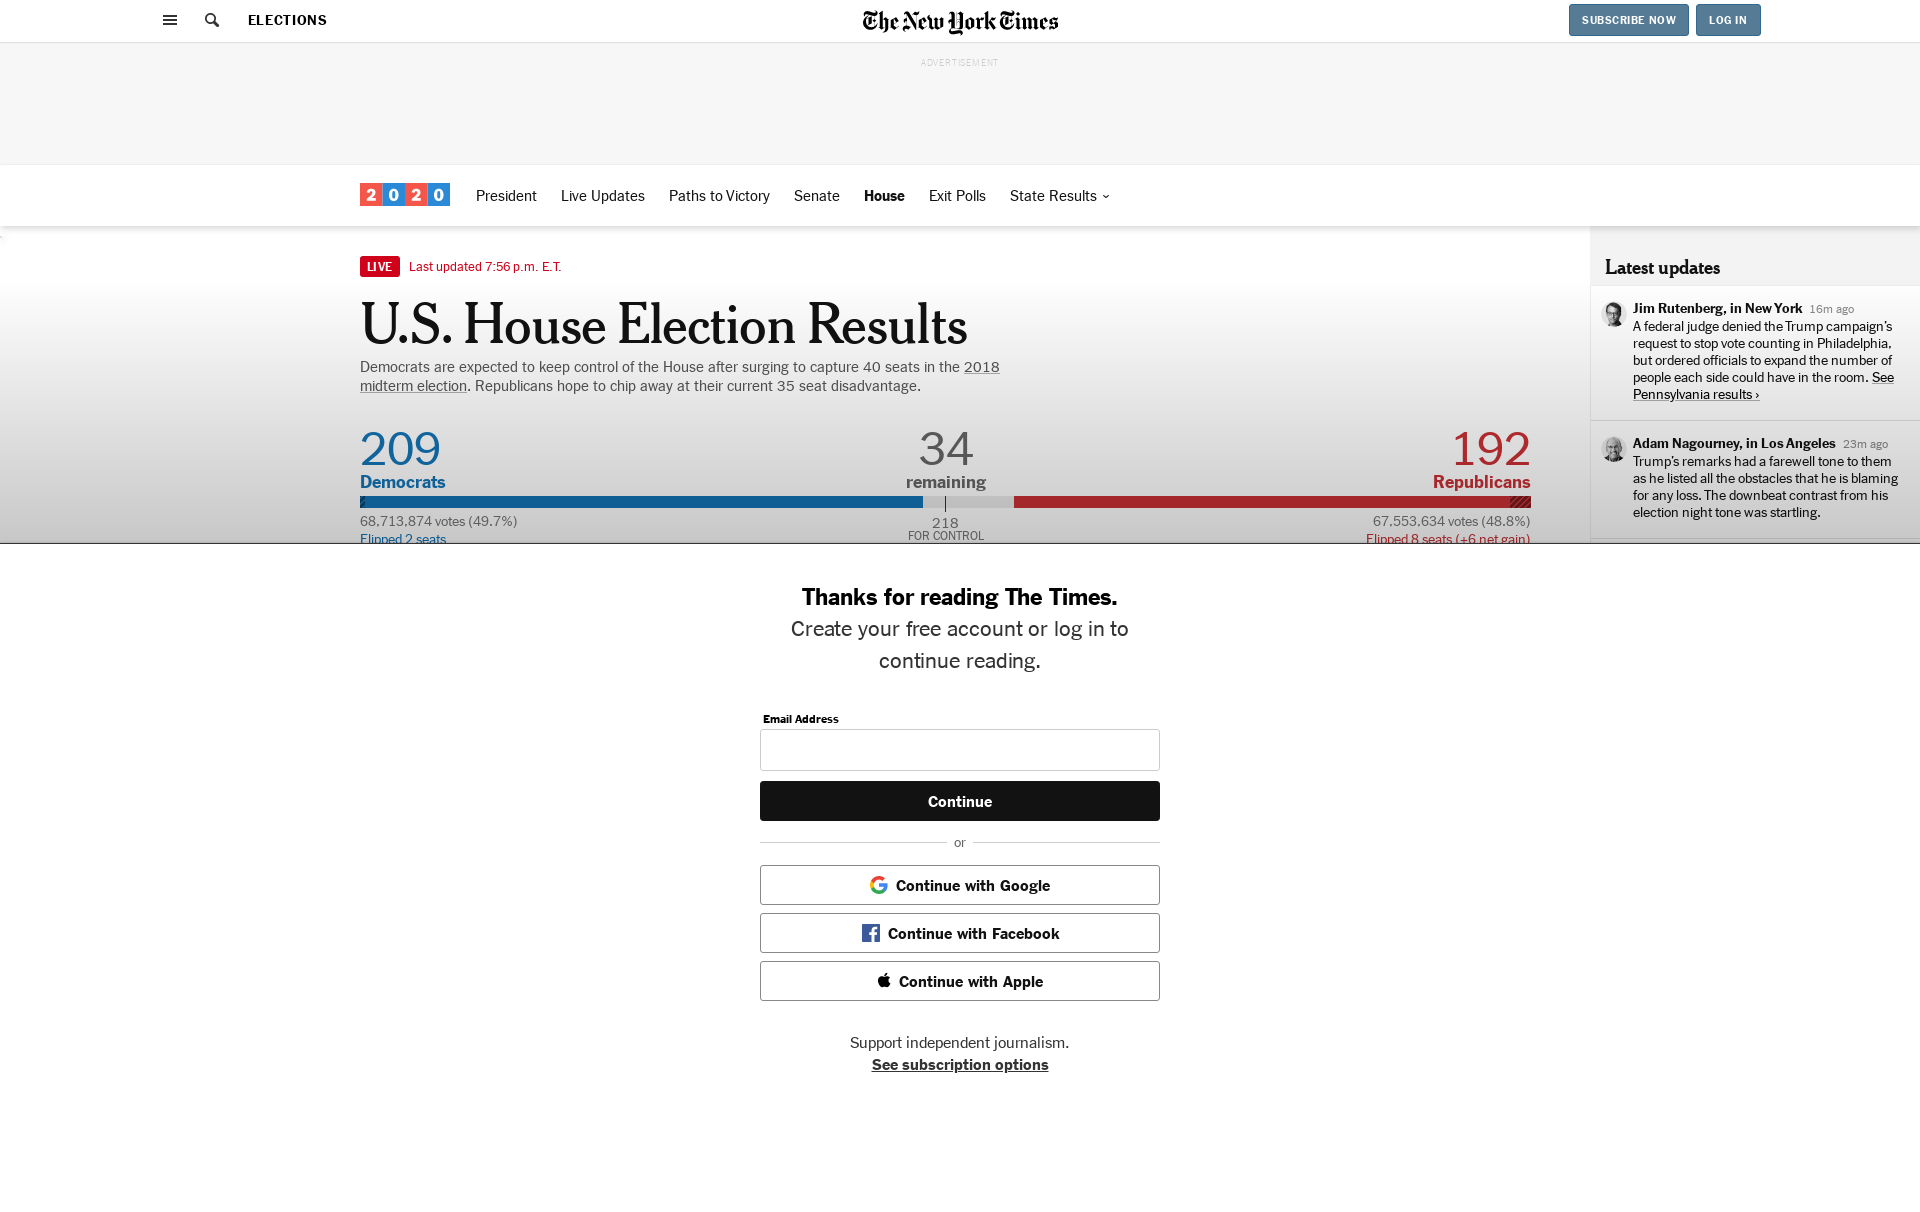 ELECTIONS
The New York Times
SUBSCRIBE NOW
LOG IN
ADVERTISEMENT
2020
President
Live Updates
Paths to Victory
Senate
House
Exit Polls
State Results
LIVE
Last updated 7:56 p.m. E.T.
U.S. House Election Results
Democrats are expected to keep control of the House after surging to capture 40 seats in the 2018
midterm election. Republicans hope to chip away at their current 35 seat disadvantage.
209
34
192
Democrats
remaining
Republicans
68,713,874 votes (49.7%)
218
67,553,634 votes (48.8%)
FOR CONTROL
Flipped 2 seats
Flipped 8 seats (+6 net gain)
Latest updates
Jim Rutenberg, in New York 16m ago
A federal judge denied the Trump campaign’s
request to stop vote counting in Philadelphia,
but ordered officials to expand the number of
people each side could have in the room. See
Pennsylvania results ›
Adam Nagourney, in Los Angeles 23m ago
Trump’s remarks had a farewell tone to them
as he listed all the obstacles that he is blaming
for any loss. The downbeat contrast from his
election night tone was startling.
Thanks for reading The Times.
Create your free account or log in to
continue reading.
Email Address
Continue
or
Continue with Google
Continue with Facebook
Continue with Apple
Support independent journalism.
See subscription options